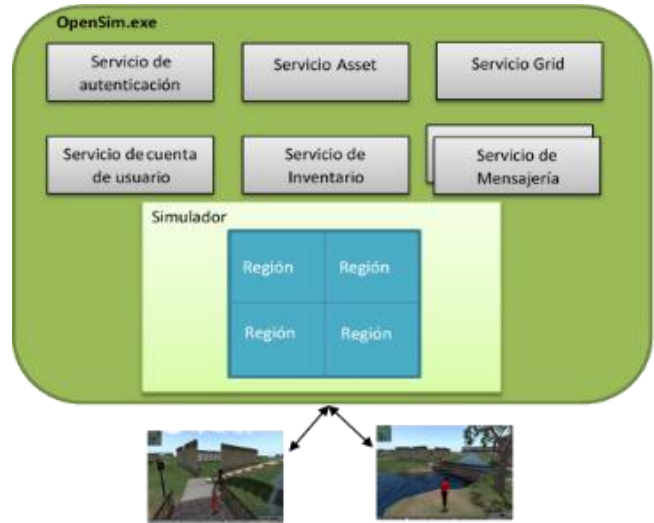 OpenSim.exe
Servicio de
autenticación
Servicio Asset
Servicio Grid
Servicio de cuenta
de usuario
Servicio de
Inventario
Servicio de
Mensajería
Simulador
Región
Región
Región
Región